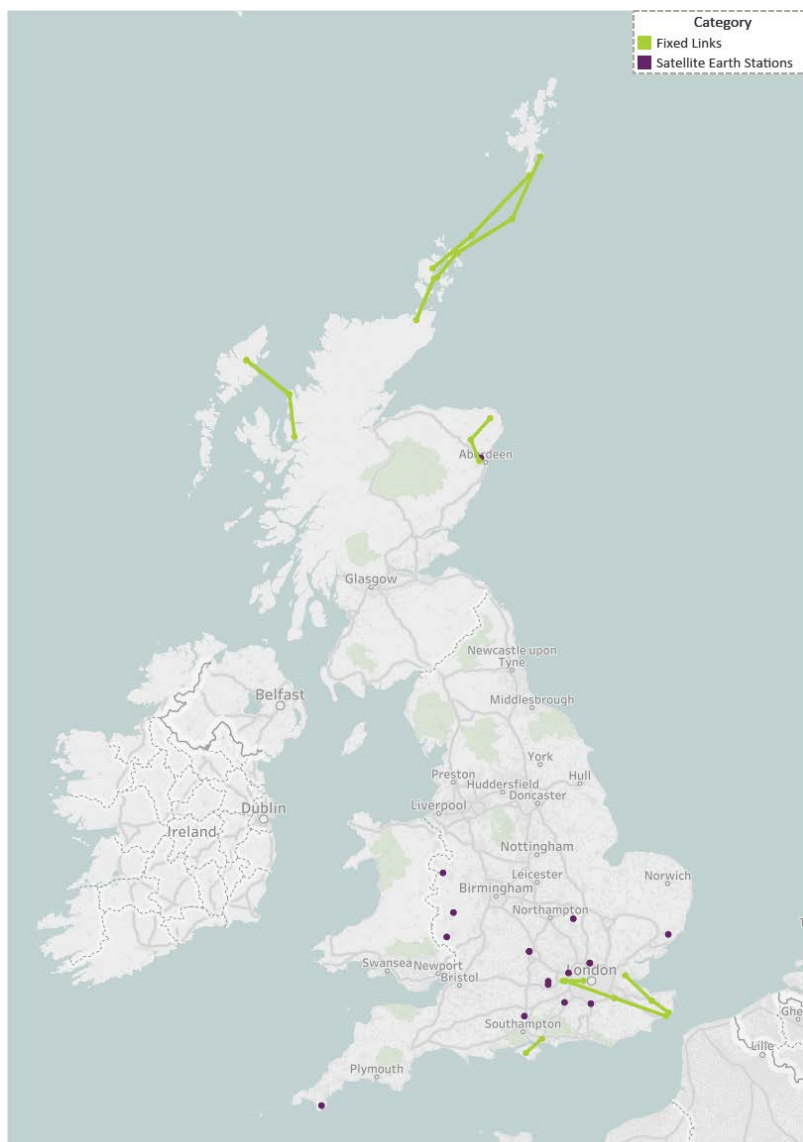 Category
Fixed Links
Satellite Earth Stations
Aberdeen
Glasgow
Newcastle upon
Tyne
Belfast
Middlesbrough
York
Preston
Huddersfield
Hull
Doncaster
Liverpool
Dublin
Ireland
Nottingham
Leicester
Norwich
Birmingham
Northampton
Swansea
Newport
London
Bristol
Southampton
Lille
Plymouth